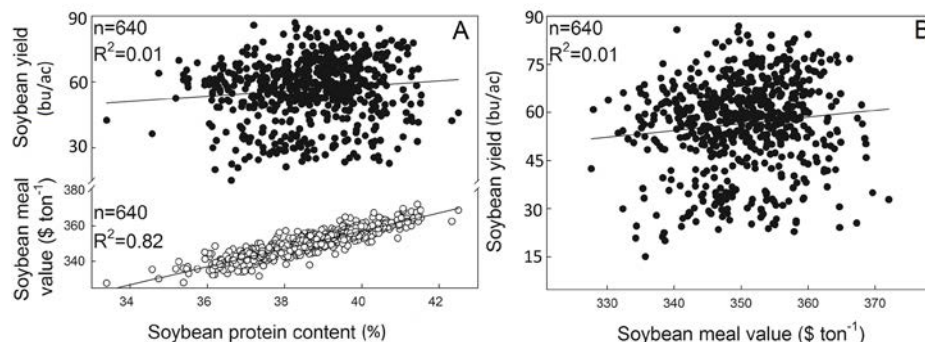 90
60
30
Soybean yield
(bu/ac)
n=640
R²=0.01
A
380
360
340
Soybean meal
value ($ ton⁻¹)
n=640
R²=0.82
34 36 38 40 42
Soybean protein content (%)
90
75
60
45
30
15
Soybean yield (bu/ac)
n=640
R²=0.01
B
330 340 350 360 370
Soybean meal value ($ ton⁻¹)